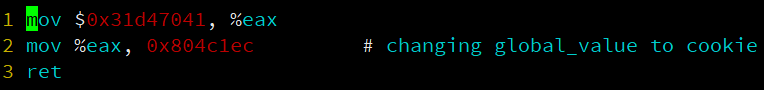 1 mov $0x31d47041, %eax
2 mov %eax, 0x804c1ec # changing global_value to cookie
3 ret